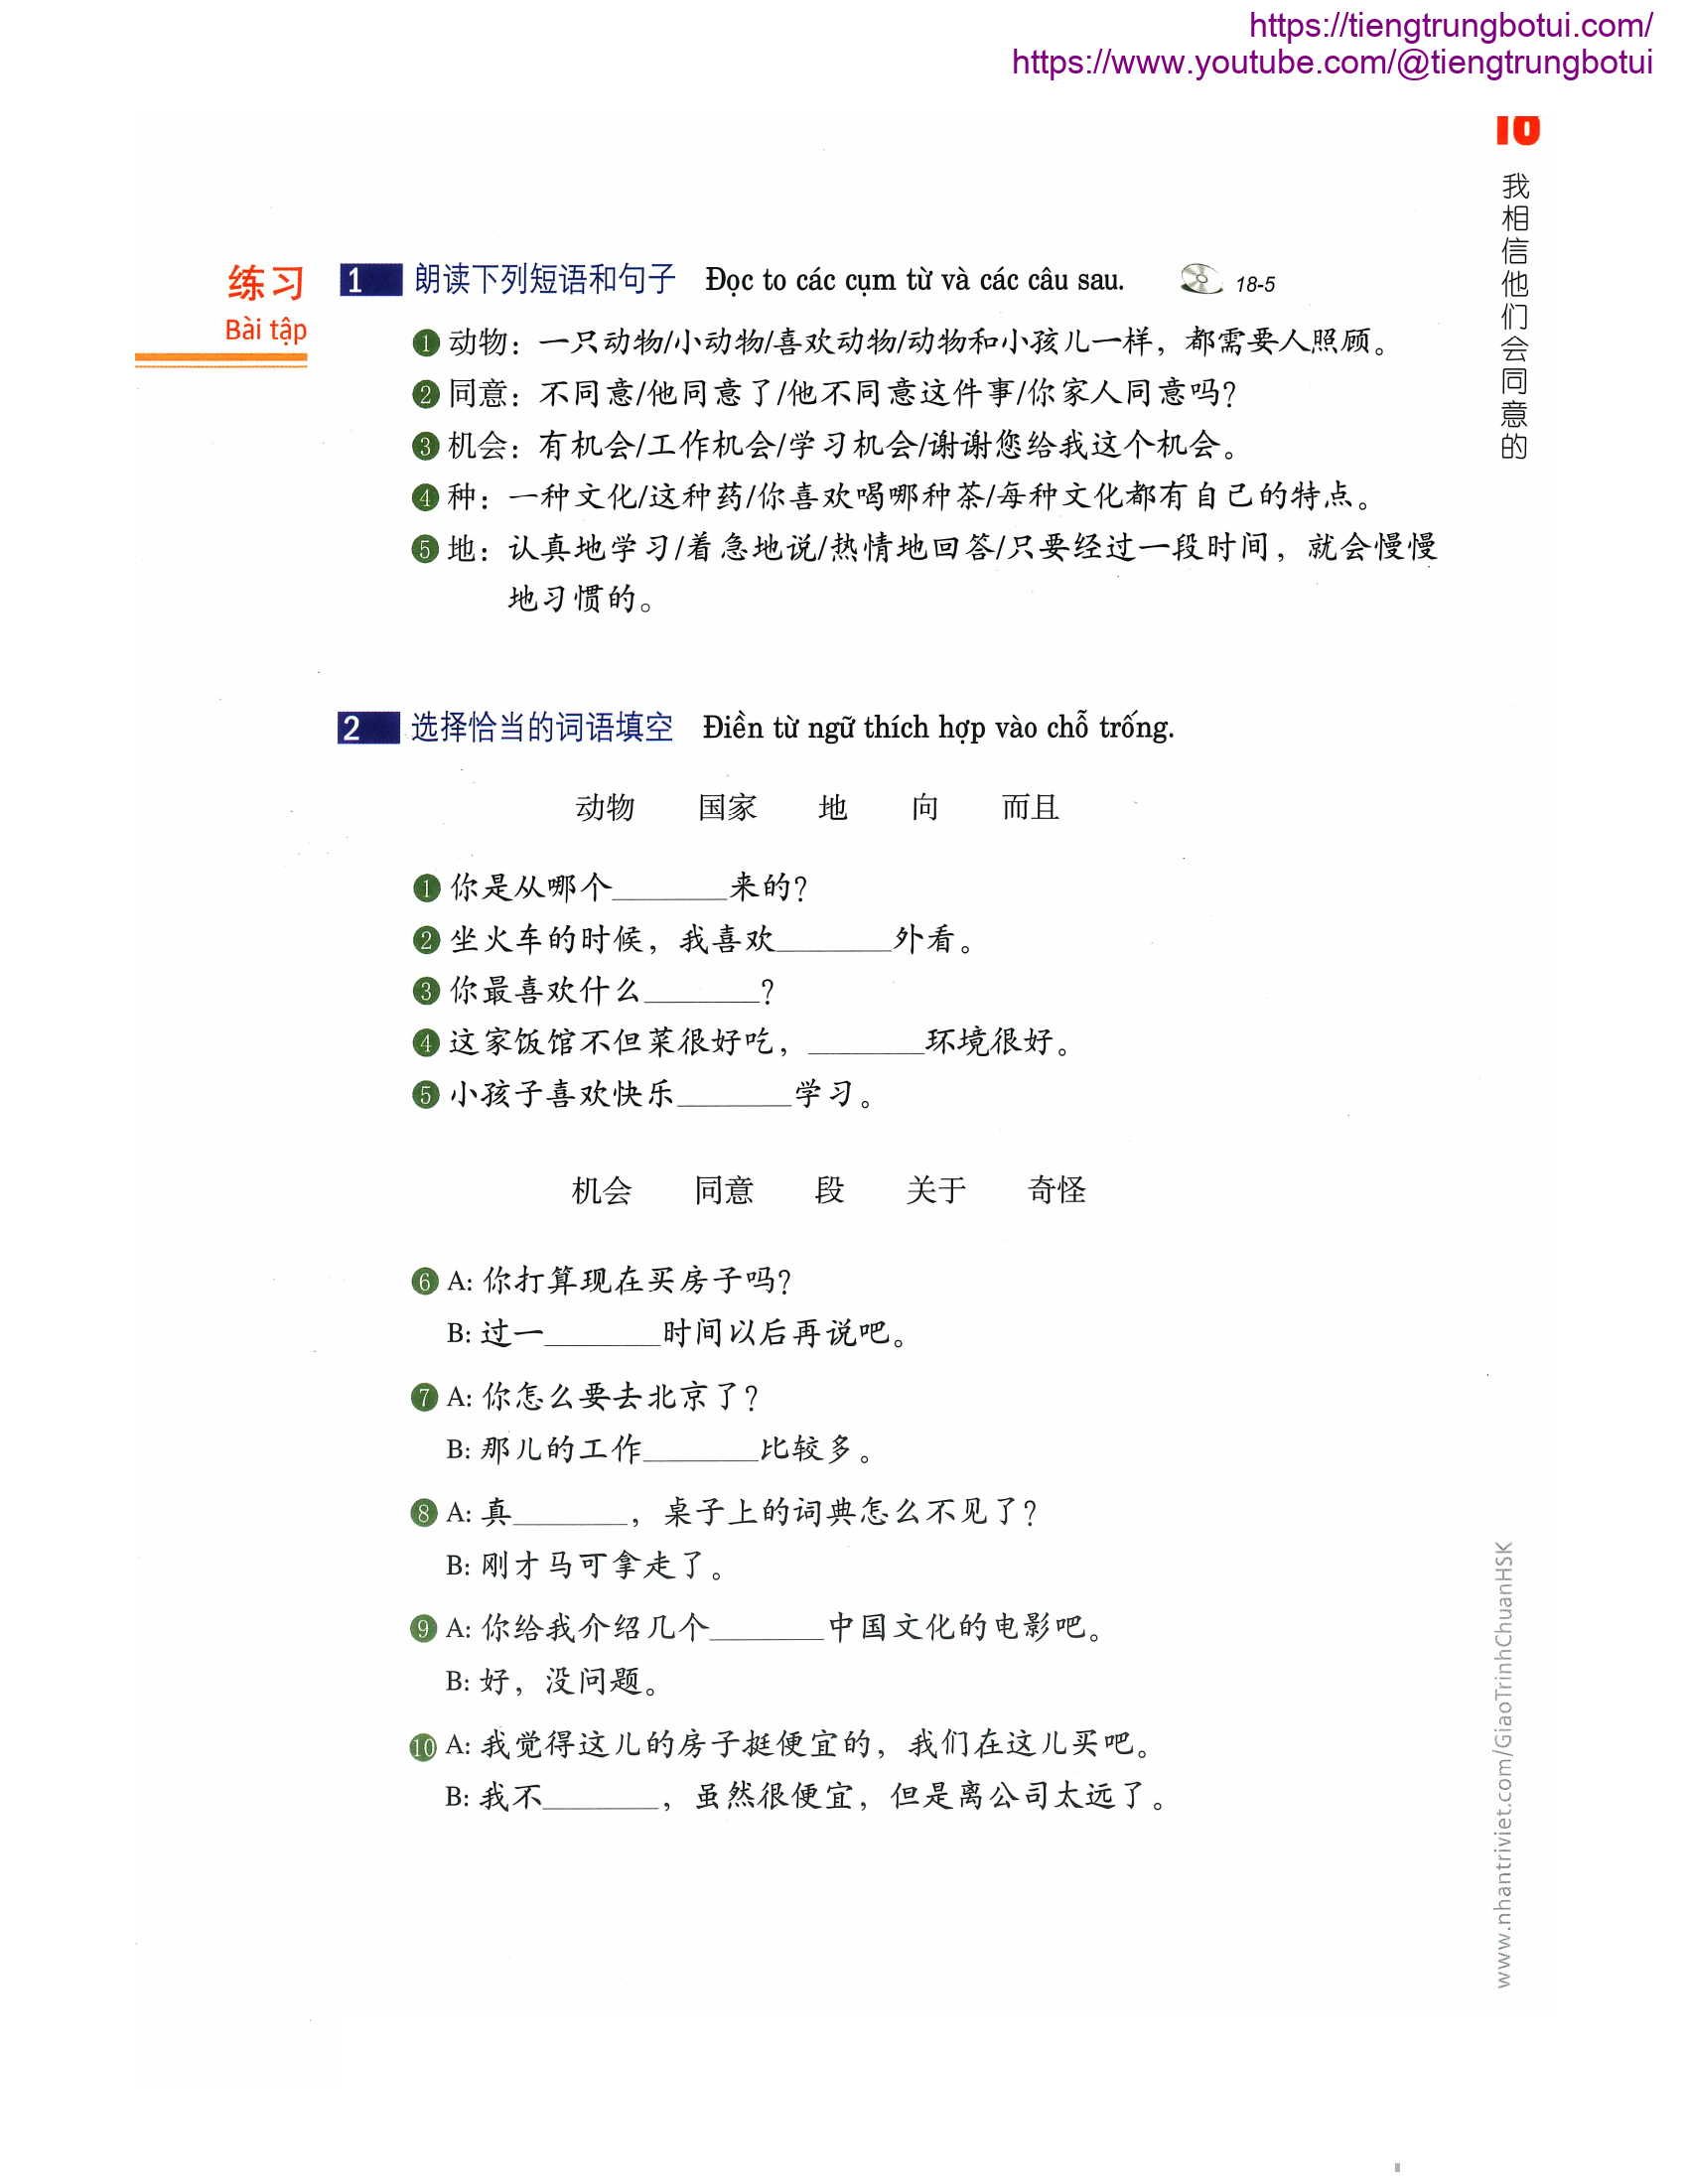 https://tiengtrungbotui.com/
https://www.youtube.com/@tiengtrungbotui
我相信他们会同意的
练习
Bài tập
1 朗读下列短语和句子 Đọc to các cụm từ và các câu sau. 18-5
1 动物：一只动物/小动物/喜欢动物/动物和小孩儿一样，都需要人照顾。
2 同意：不同意/他同意了/他不同意这件事/你家人同意吗？
3 机会：有机会/工作机会/学习机会/谢谢您给我这个机会。
4 种：一种文化/这种药/你喜欢喝哪种茶/每种文化都有自己的特点。
5 地：认真地学习/着急地说/热情地回答/只要经过一段时间，就会慢慢
地习惯的。
2 选择恰当的词语填空 Điền từ ngữ thích hợp vào chỗ trống.
动物 国家 地 向 而且
1 你是从哪个________来的？
2 坐火车的时候，我喜欢________外看。
3 你最喜欢什么________？
4 这家饭馆不但菜很好吃，________环境很好。
5 小孩子喜欢快乐________学习。
机会 同意 段 关于 奇怪
6 A: 你打算现在买房子吗？
B: 过一________时间以后再说吧。
7 A: 你怎么要去北京了？
B: 那儿的工作________比较多。
8 A: 真________，桌子上的词典怎么不见了？
B: 刚才马可拿走了。
9 A: 你给我介绍几个________中国文化的电影吧。
B: 好，没问题。
10 A: 我觉得这儿的房子挺便宜的，我们在这儿买吧。
B: 我不________，虽然很便宜，但是离公司太远了。
www.nhantriviet.com/GiaoTrinhChuanHSK